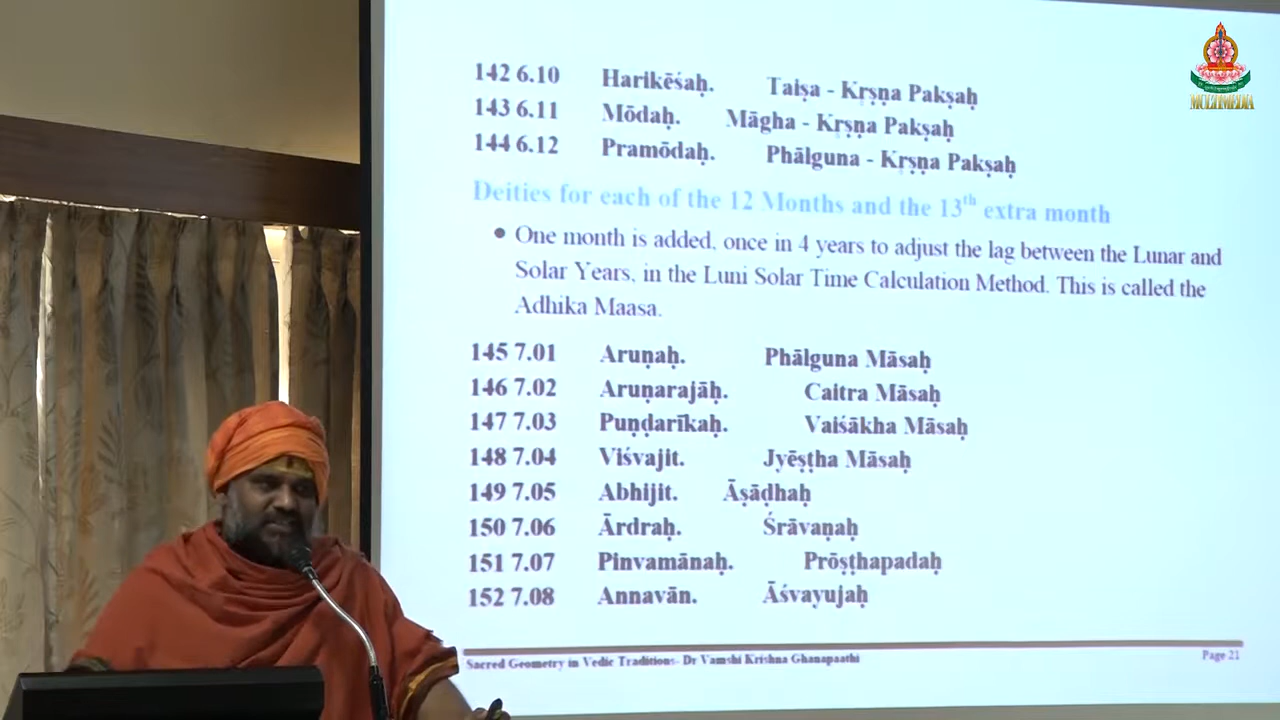 142 6.10 Harikēśaḥ. Taiṣa - Kṛṣṇa Pakṣaḥ
143 6.11 Mōdaḥ. Māgha - Kṛṣṇa Pakṣaḥ
144 6.12 Pramōdaḥ. Phālguna - Kṛṣṇa Pakṣaḥ
Deities for each of the 12 Months and the 13th extra month
• One month is added, once in 4 years to adjust the lag between the Lunar and
Solar Years, in the Luni Solar Time Calculation Method. This is called the
Adhika Maasa.
145 7.01 Aruṇaḥ. Phālguna Māsaḥ
146 7.02 Aruṇarajāḥ. Caitra Māsaḥ
147 7.03 Puṇḍarīkaḥ. Vaiśākha Māsaḥ
148 7.04 Viśvajit. Jyēṣṭha Māsaḥ
149 7.05 Abhijit. Āṣāḍhaḥ
150 7.06 Ārdraḥ. Śrāvaṇaḥ
151 7.07 Pinvamānaḥ. Prōṣṭhapadaḥ
152 7.08 Annavān. Āśvayujaḥ
Sacred Geometry in Vedic Traditions- Dr Vamshi Krishna Ghanapaathi Page 21
MULTIMEDIA